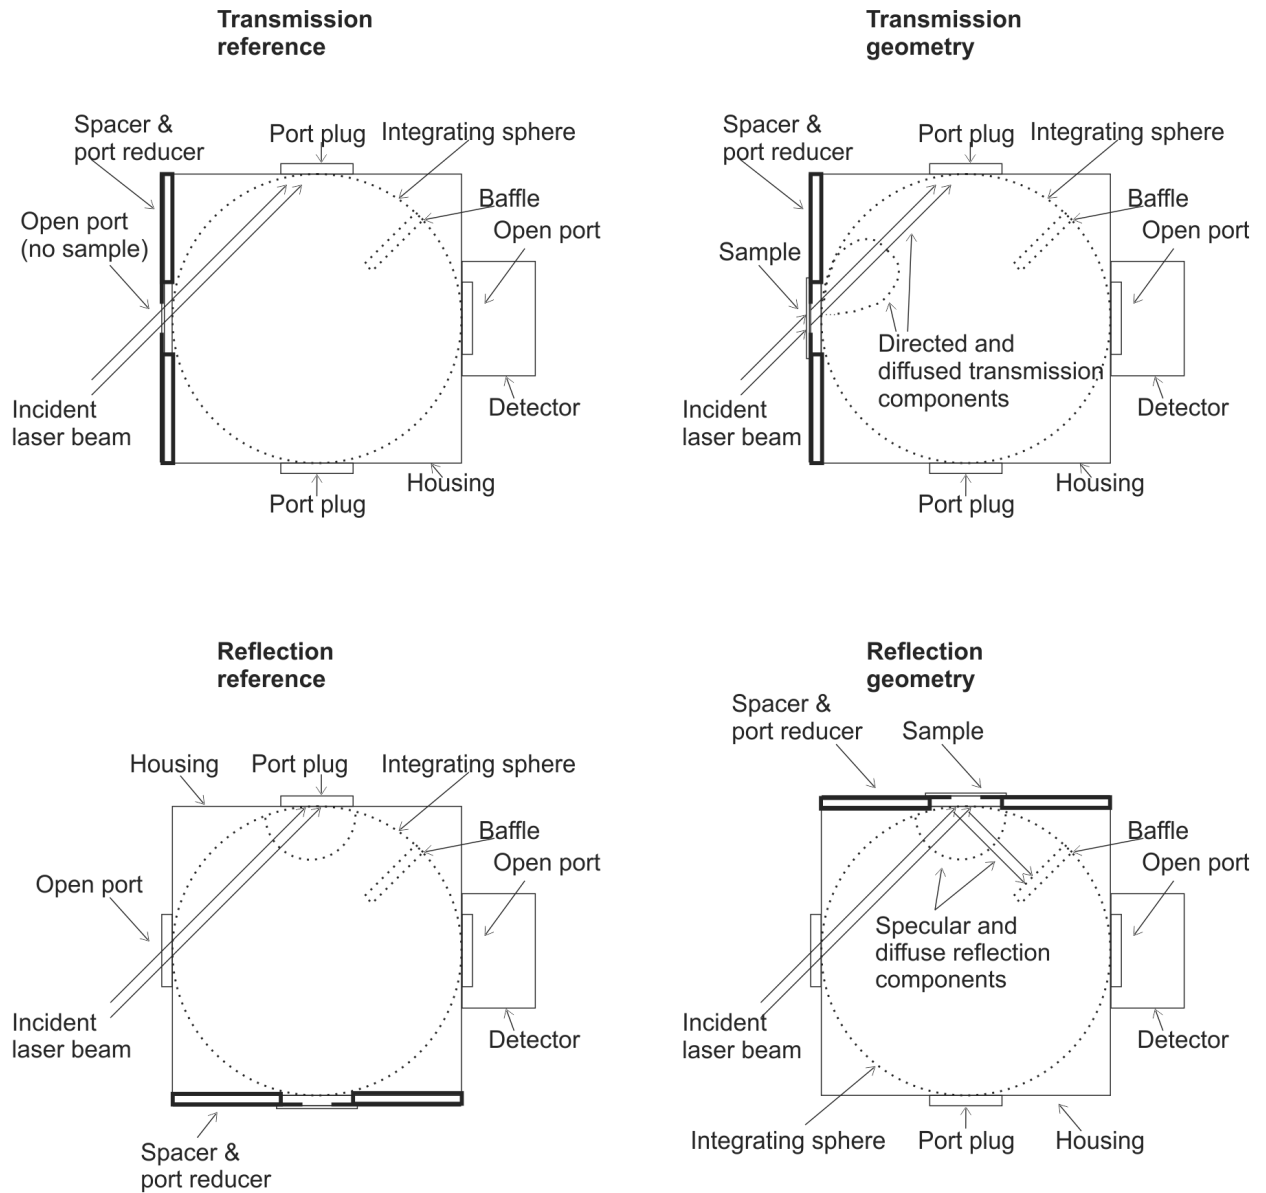 Transmission
reference
Spacer &
port reducer
Port plug
Integrating sphere
Baffle
Open port
(no sample)
Open port
Incident
laser beam
Detector
Housing
Port plug
Transmission
geometry
Spacer &
port reducer
Port plug
Integrating sphere
Baffle
Open port
Sample
Directed and
diffused transmission
components
Incident
laser beam
Detector
Housing
Port plug
Reflection
reference
Housing
Port plug
Integrating sphere
Baffle
Open port
Open port
Incident
laser beam
Detector
Spacer &
port reducer
Reflection
geometry
Spacer &
port reducer
Sample
Baffle
Open port
Specular and
diffuse reflection
components
Incident
laser beam
Detector
Integrating sphere
Port plug
Housing